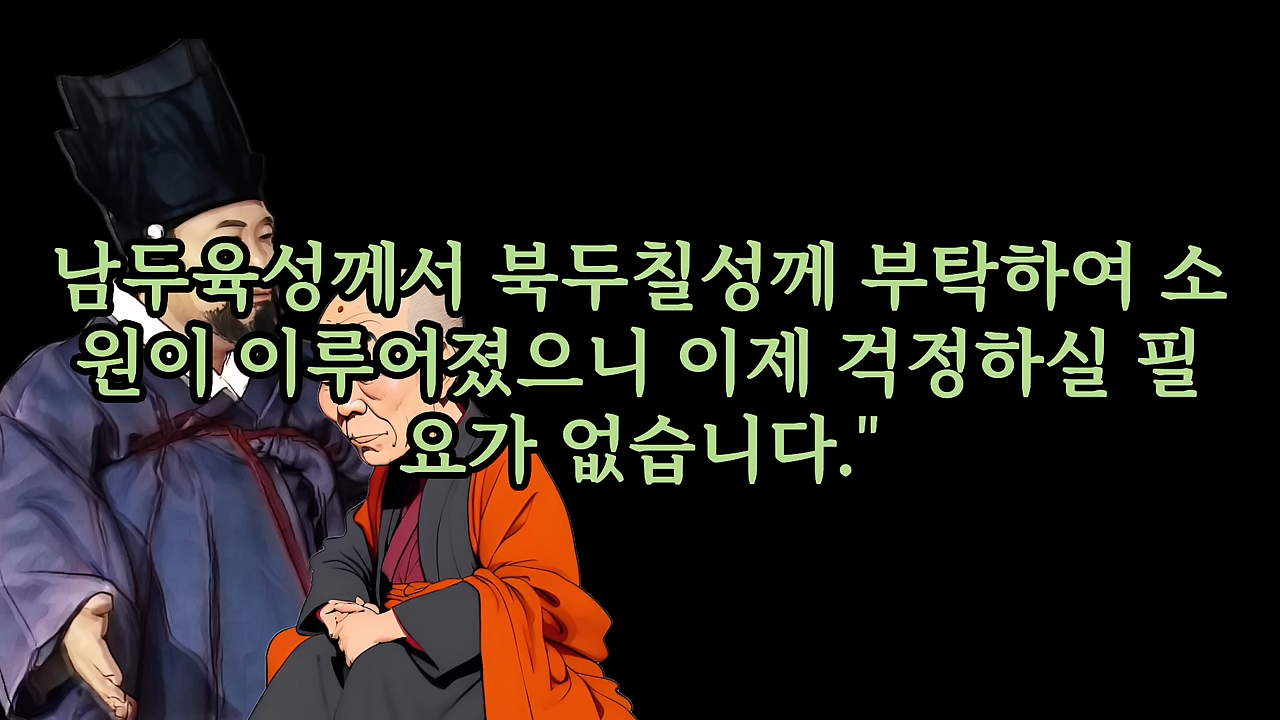 남두육성께서 북두칠성께 부탁하여 소
원이 이루어졌으니 이제 걱정하실 필
요가 없습니다."